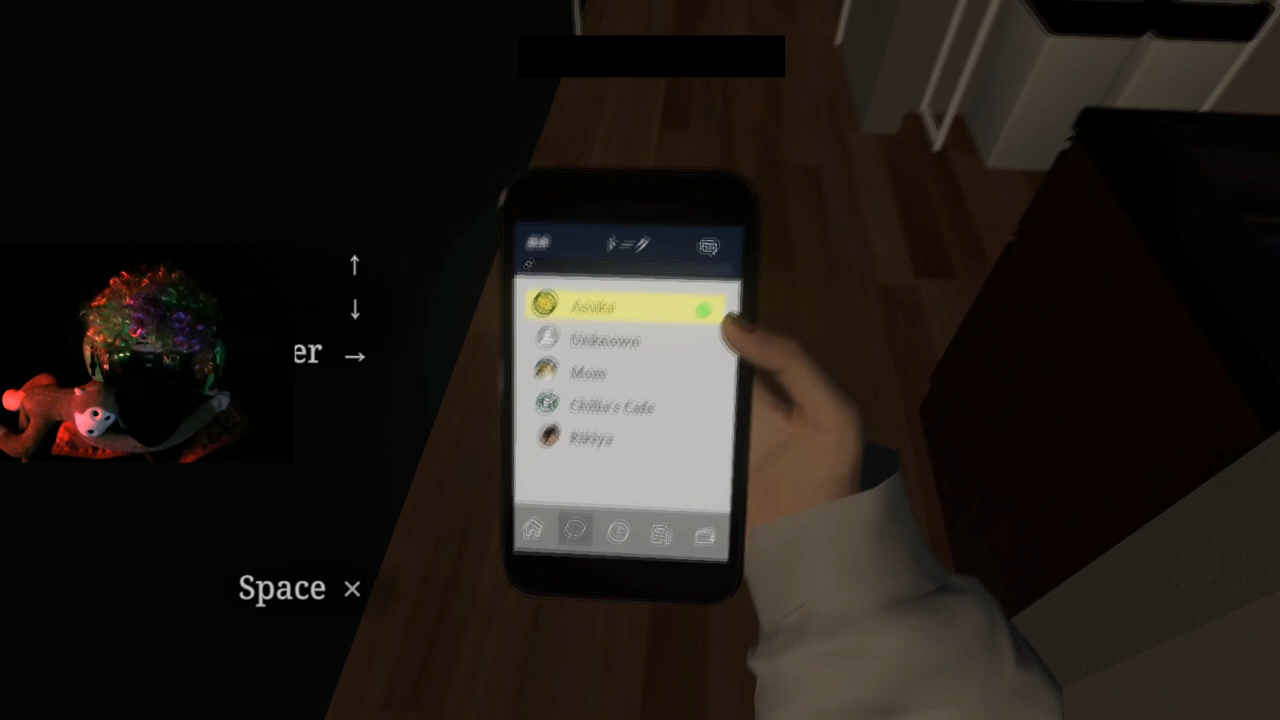 トーク
Asuka
Unknown
Mom
Chilla's Cafe
Rikiya
↑
↓
er →
Space ×